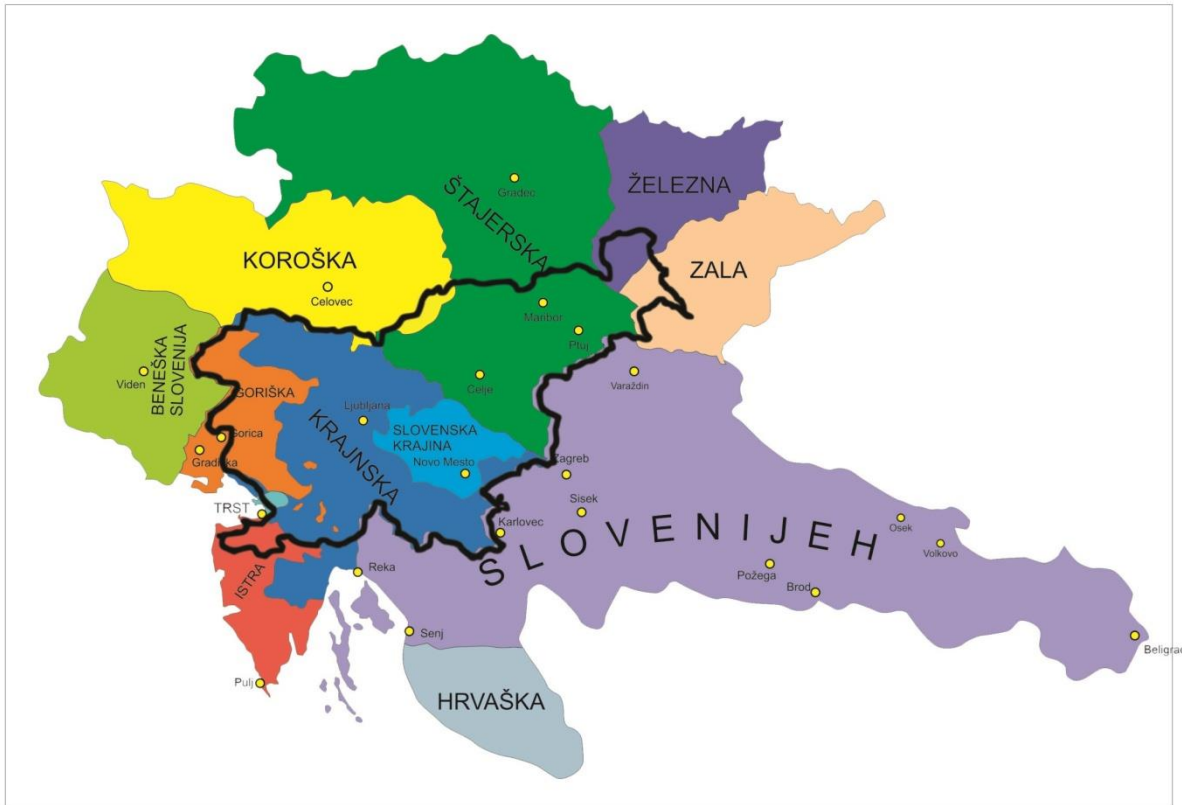 ŽELEZNA
Gradec
ŠTAJERSKA
KOROŠKA
ZALA
Celovec
Maribor
Ptuj
BENEŠKA
SLOVENIJA
Viden
GORIŠKA
Celje
Varaždin
Ljubljana
KRAJNSKA
SLOVENSKA
KRAJINA
Novo Mesto
Gorica
Gradiška
Zagreb
TRST
Sisek
Karlovec
SLOVENIJEH
Osek
Volkovo
ISTRA
Reka
Požega
Brod
Senj
Beligrad
Pulj
HRVAŠKA